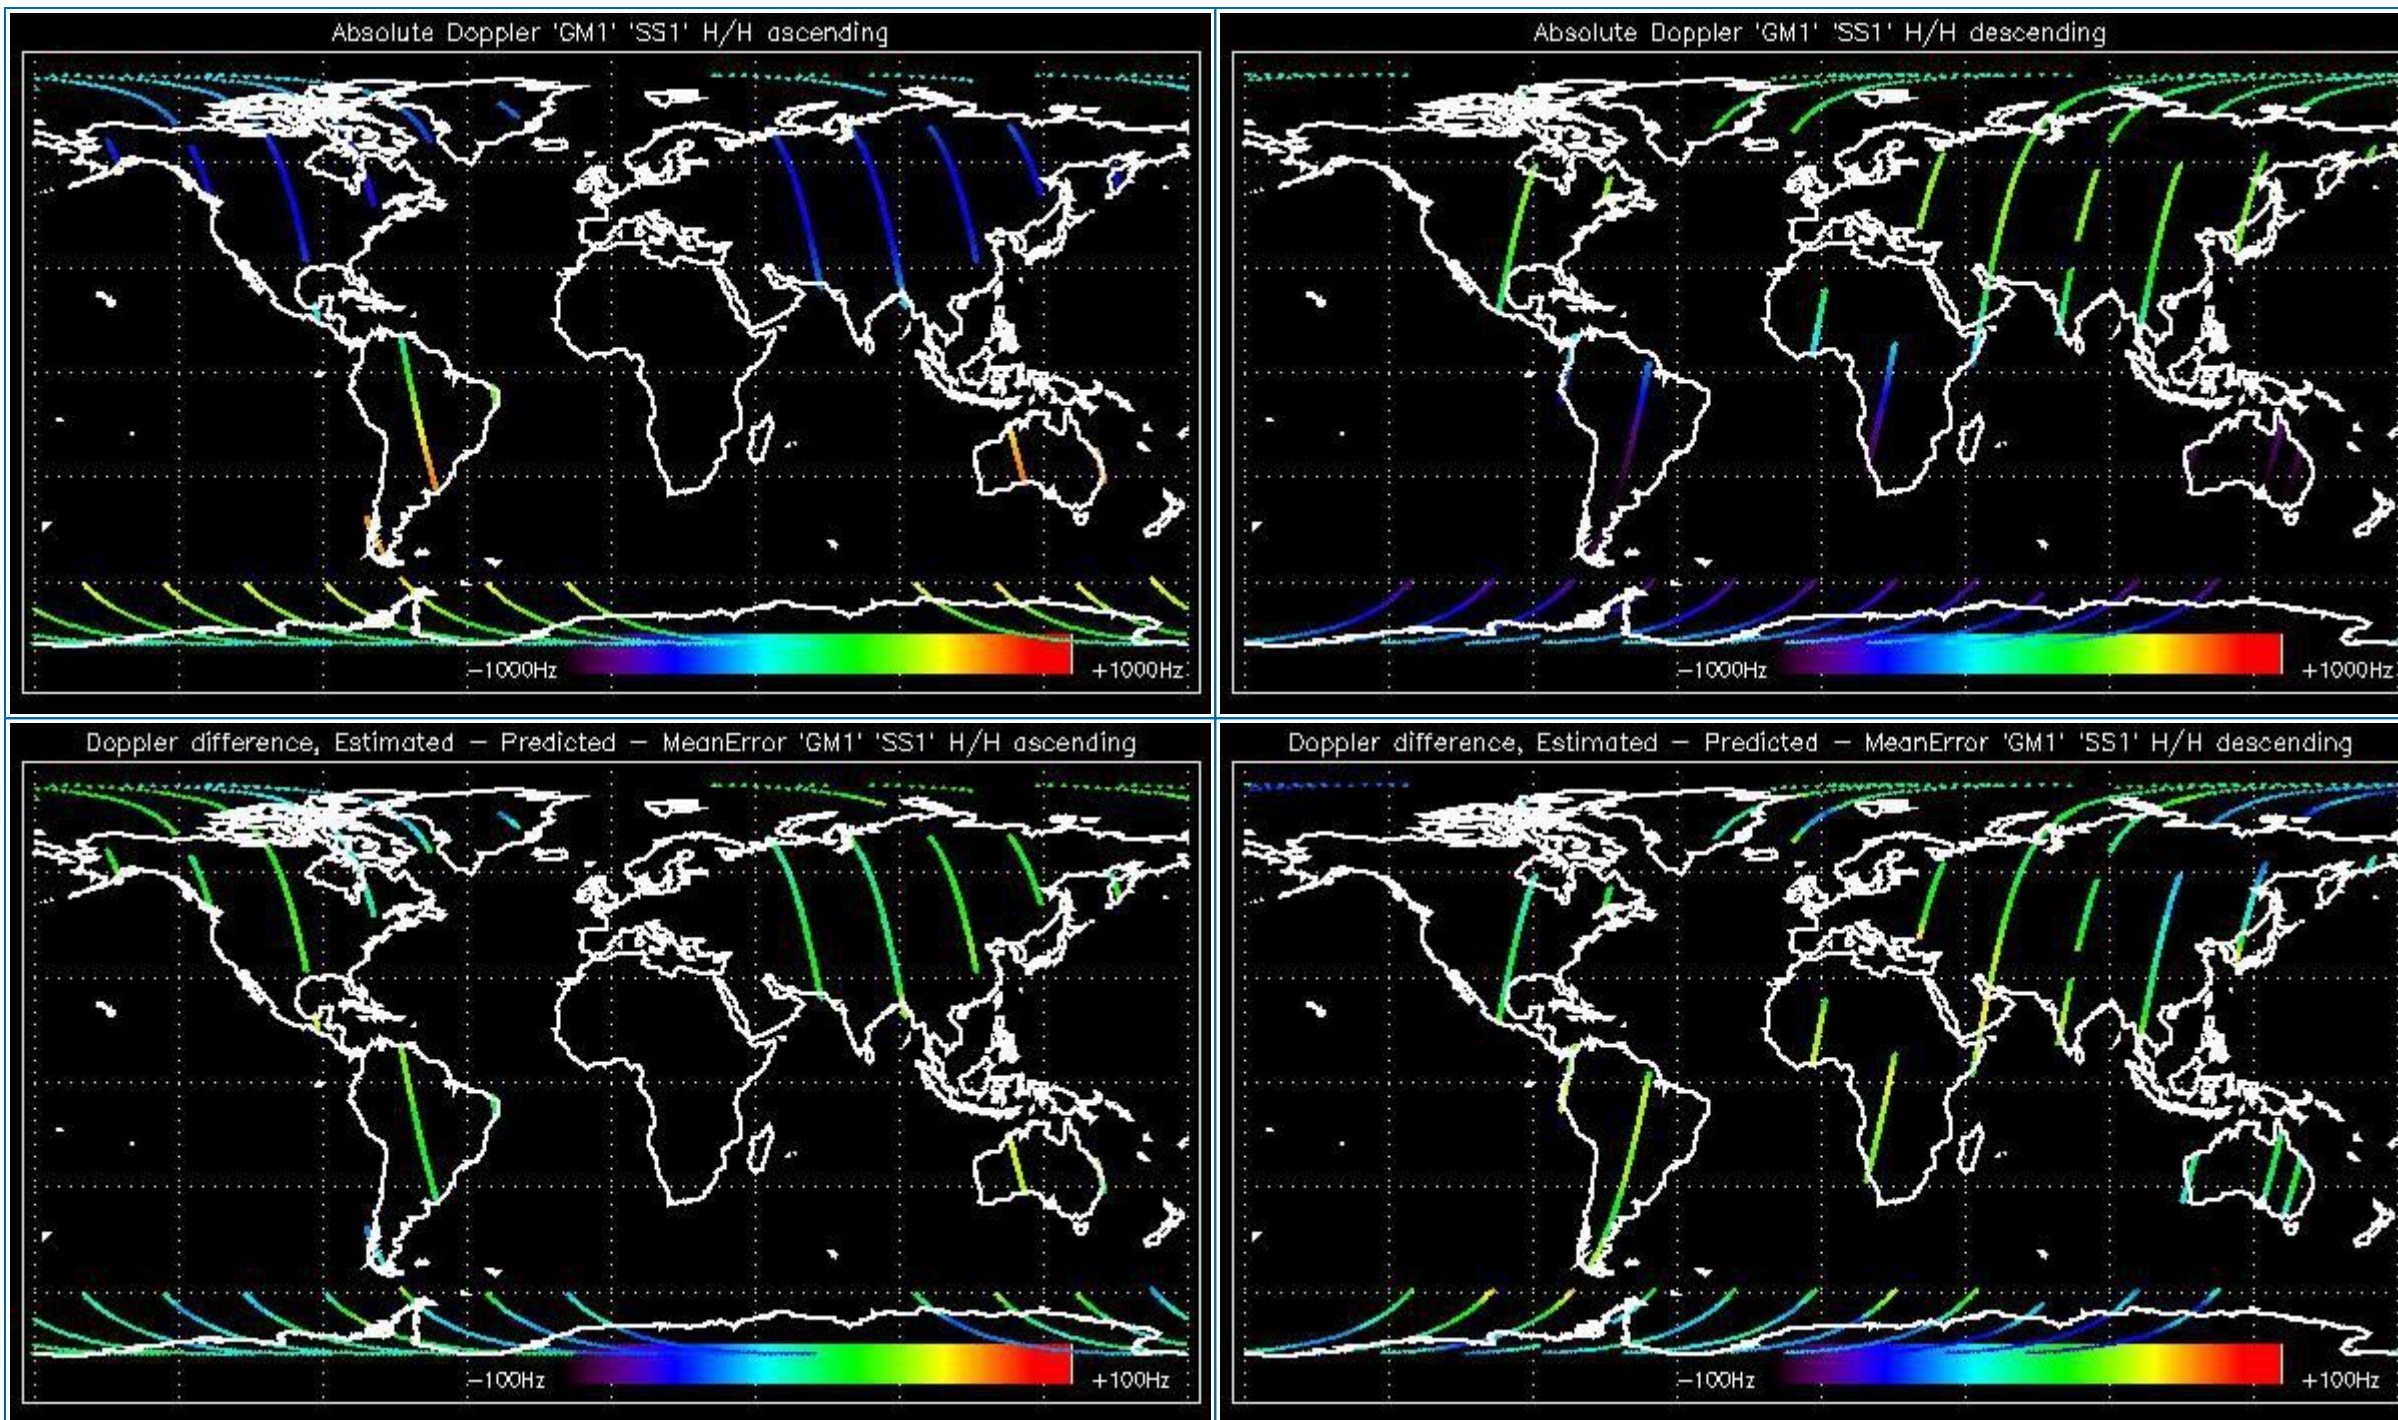 Absolute Doppler 'GM1' 'SS1' H/H ascending
-1000Hz
+1000Hz
Absolute Doppler 'GM1' 'SS1' H/H descending
-1000Hz
+1000Hz
Doppler difference, Estimated - Predicted - MeanError 'GM1' 'SS1' H/H ascending
-100Hz
+100Hz
Doppler difference, Estimated - Predicted - MeanError 'GM1' 'SS1' H/H descending
-100Hz
+100Hz